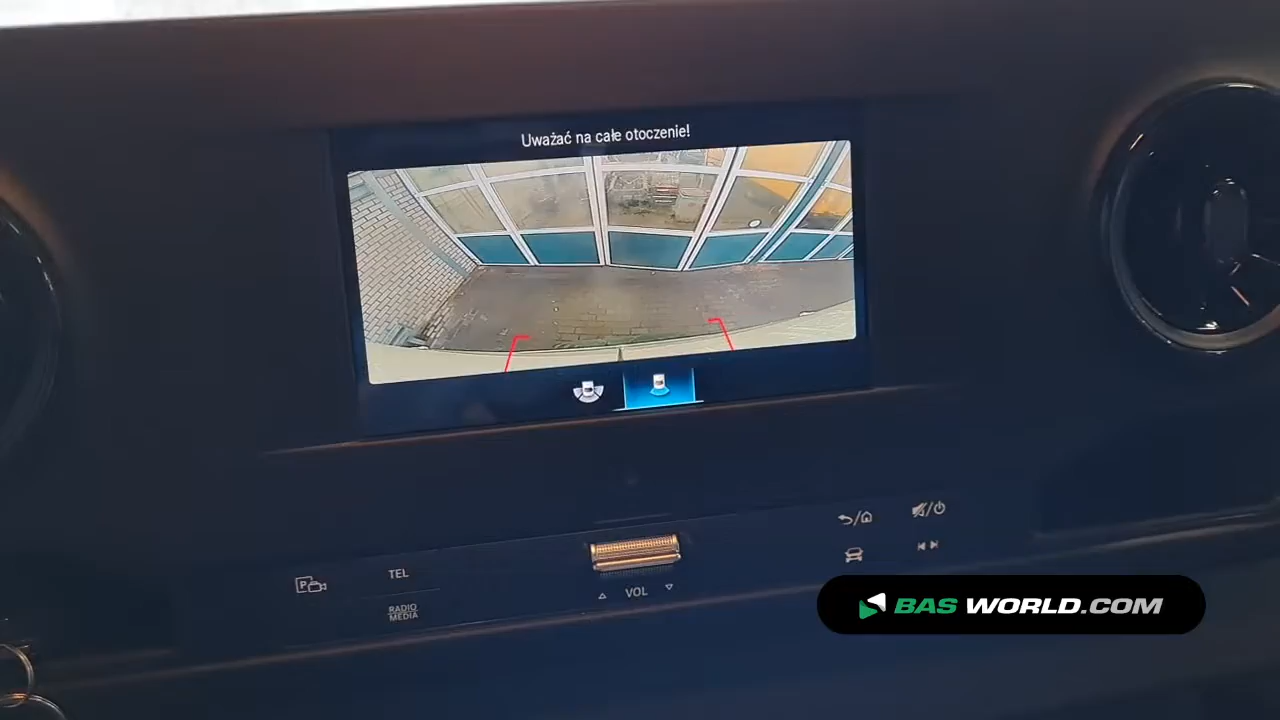 Uważać na całe otoczenie!
P
TEL
RADIO
MEDIA
VOL
BAS WORLD.COM